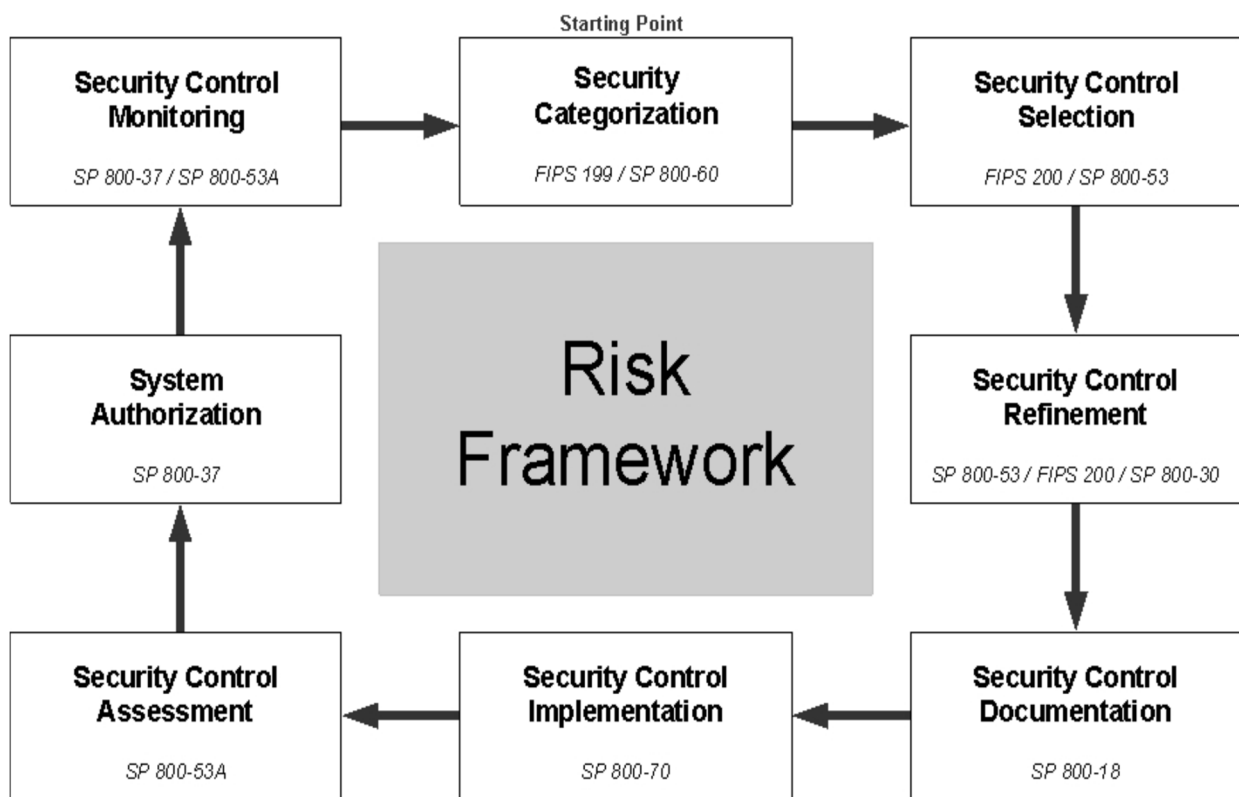 Starting Point
Security Control
Monitoring
SP 800-37 / SP 800-53A
Security
Categorization
FIPS 199 / SP 800-60
Security Control
Selection
FIPS 200 / SP 800-53
System
Authorization
SP 800-37
Risk
Framework
Security Control
Refinement
SP 800-53 / FIPS 200 / SP 800-30
Security Control
Assessment
SP 800-53A
Security Control
Implementation
SP 800-70
Security Control
Documentation
SP 800-18